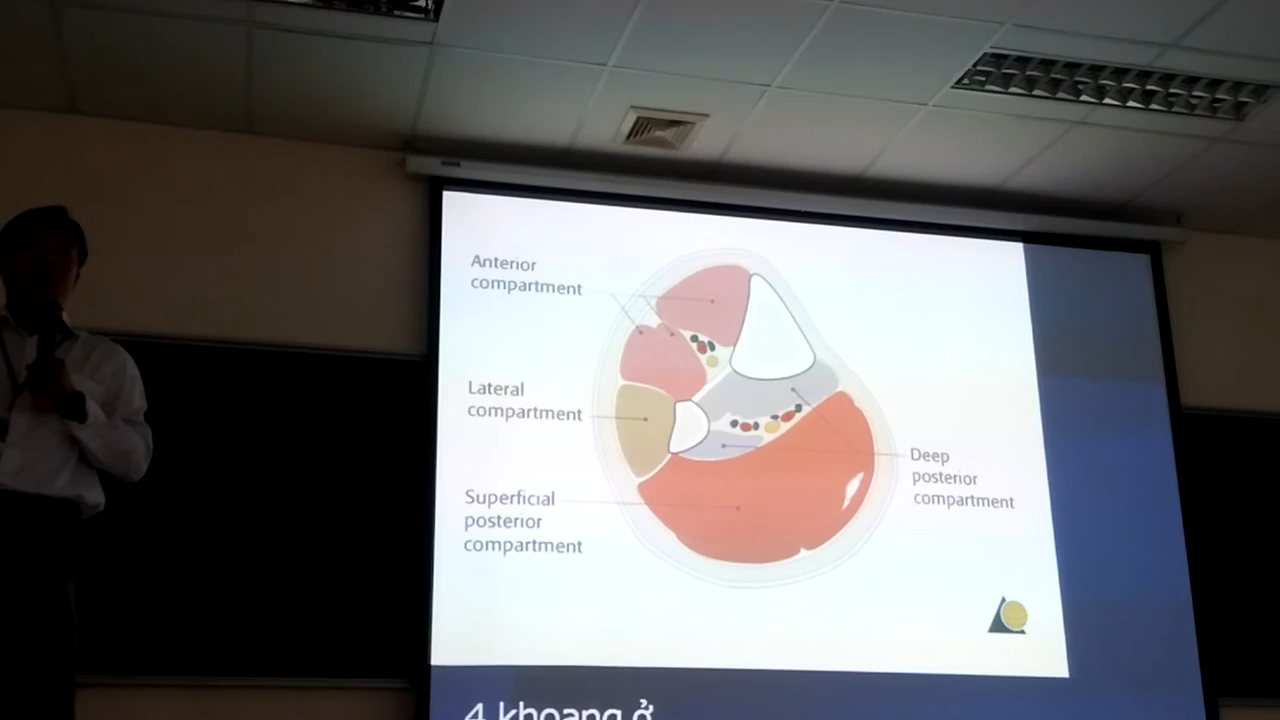 Anterior
compartment
Lateral
compartment
Superficial
posterior
compartment
Deep
posterior
compartment
4 khoang ở